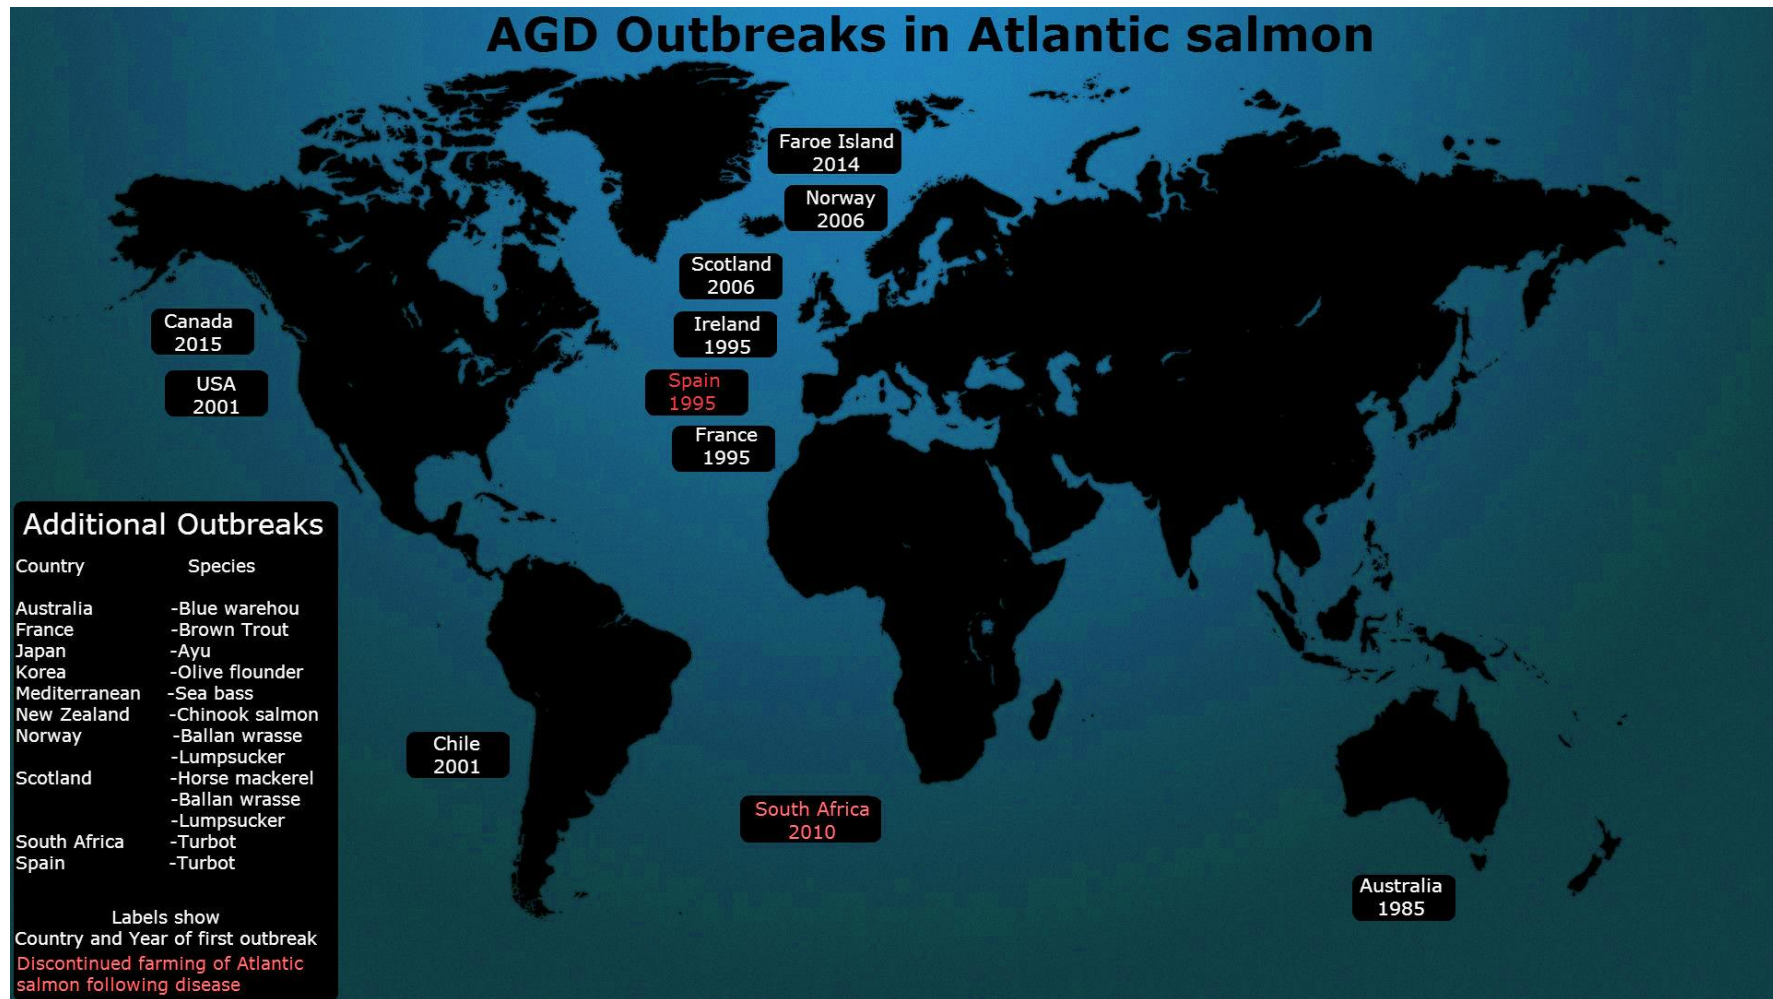 AGD Outbreaks in Atlantic salmon
Faroe Island
2014
Norway
2006
Scotland
2006
Ireland
1995
Spain
1995
France
1995
Canada
2015
USA
2001
Chile
2001
South Africa
2010
Australia
1985
Additional Outbreaks
Country Species
Australia -Blue warehou
France -Brown Trout
Japan -Ayu
Korea -Olive flounder
Mediterranean -Sea bass
New Zealand -Chinook salmon
Norway -Ballan wrasse
-Lumpsucker
Scotland -Horse mackerel
-Ballan wrasse
-Lumpsucker
South Africa -Turbot
Spain -Turbot
Labels show
Country and Year of first outbreak
Discontinued farming of Atlantic
salmon following disease